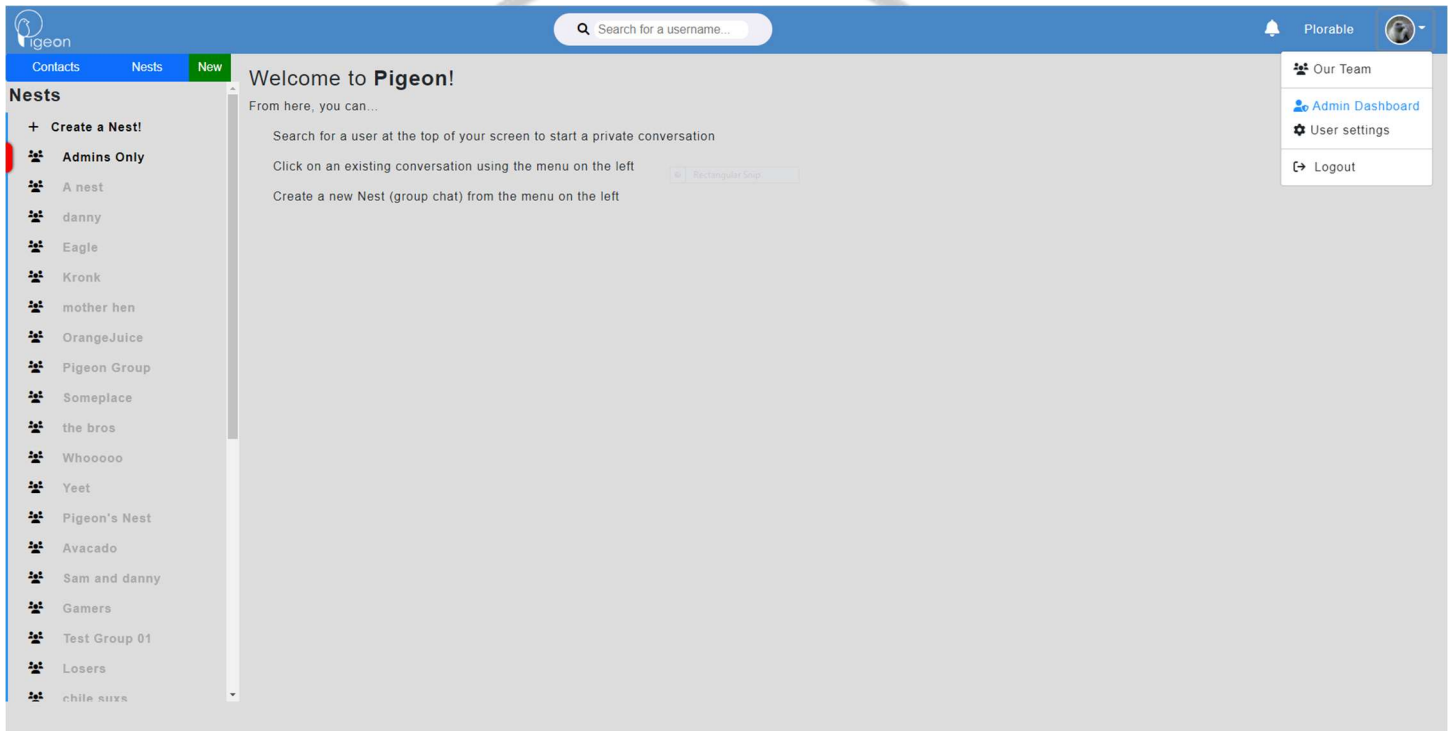 Pigeon
Search for a username...
Plorable
Contacts Nests New
Nests
+ Create a Nest!
Admins Only
A nest
danny
Eagle
Kronk
mother hen
OrangeJuice
Pigeon Group
Someplace
the bros
Whooooo
Yeet
Pigeon's Nest
Avacado
Sam and danny
Gamers
Test Group 01
Losers
chile suxs
Welcome to Pigeon!
From here, you can...
Search for a user at the top of your screen to start a private conversation
Click on an existing conversation using the menu on the left
Rectangular Snip
Create a new Nest (group chat) from the menu on the left
Our Team
Admin Dashboard
User settings
Logout